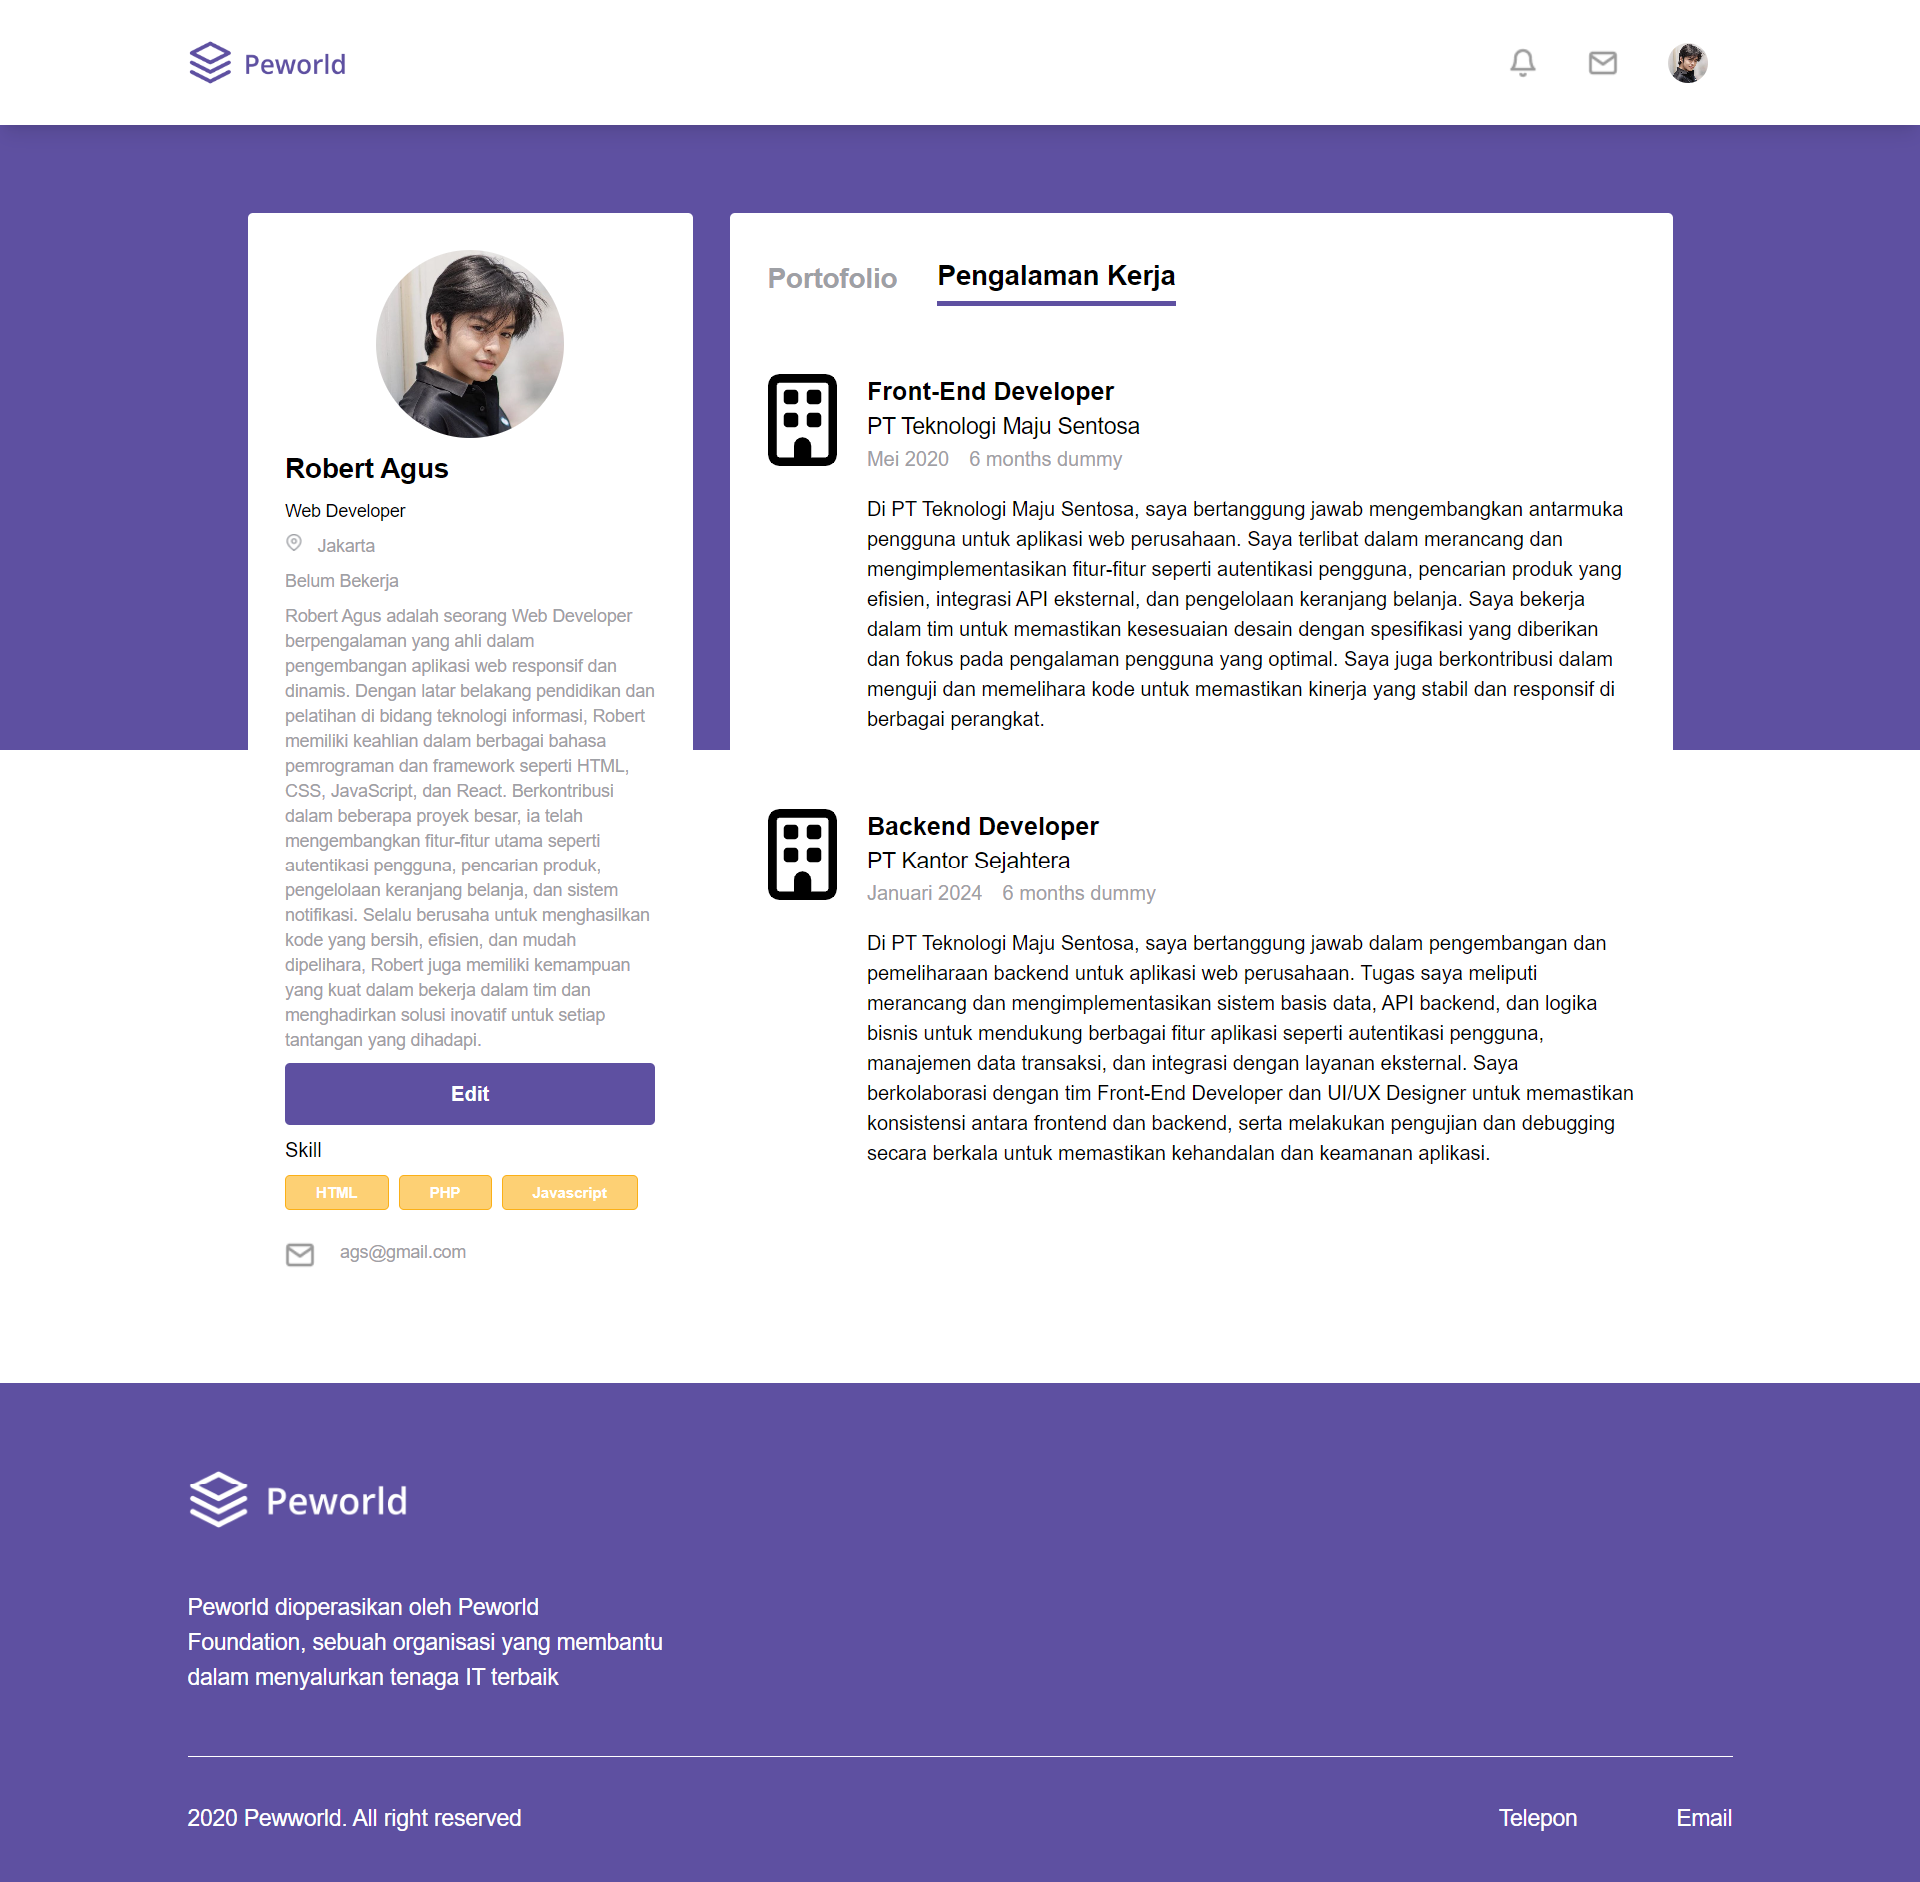 Peworld
Robert Agus
Web Developer
Jakarta
Belum Bekerja
Robert Agus adalah seorang Web Developer
berpengalaman yang ahli dalam
pengembangan aplikasi web responsif dan
dinamis. Dengan latar belakang pendidikan dan
pelatihan di bidang teknologi informasi, Robert
memiliki keahlian dalam berbagai bahasa
pemrograman dan framework seperti HTML,
CSS, JavaScript, dan React. Berkontribusi
dalam beberapa proyek besar, ia telah
mengembangkan fitur-fitur utama seperti
autentikasi pengguna, pencarian produk,
pengelolaan keranjang belanja, dan sistem
notifikasi. Selalu berusaha untuk menghasilkan
kode yang bersih, efisien, dan mudah
dipelihara, Robert juga memiliki kemampuan
yang kuat dalam bekerja dalam tim dan
menghadirkan solusi inovatif untuk setiap
tantangan yang dihadapi.
Edit
Skill
HTML PHP Javascript
ags@gmail.com
Portofolio Pengalaman Kerja
Front-End Developer
PT Teknologi Maju Sentosa
Mei 2020 6 months dummy
Di PT Teknologi Maju Sentosa, saya bertanggung jawab mengembangkan antarmuka
pengguna untuk aplikasi web perusahaan. Saya terlibat dalam merancang dan
mengimplementasikan fitur-fitur seperti autentikasi pengguna, pencarian produk yang
efisien, integrasi API eksternal, dan pengelolaan keranjang belanja. Saya bekerja
dalam tim untuk memastikan kesesuaian desain dengan spesifikasi yang diberikan
dan fokus pada pengalaman pengguna yang optimal. Saya juga berkontribusi dalam
menguji dan memelihara kode untuk memastikan kinerja yang stabil dan responsif di
berbagai perangkat.
Backend Developer
PT Kantor Sejahtera
Januari 2024 6 months dummy
Di PT Teknologi Maju Sentosa, saya bertanggung jawab dalam pengembangan dan
pemeliharaan backend untuk aplikasi web perusahaan. Tugas saya meliputi
merancang dan mengimplementasikan sistem basis data, API backend, dan logika
bisnis untuk mendukung berbagai fitur aplikasi seperti autentikasi pengguna,
manajemen data transaksi, dan integrasi dengan layanan eksternal. Saya
berkolaborasi dengan tim Front-End Developer dan UI/UX Designer untuk memastikan
konsistensi antara frontend dan backend, serta melakukan pengujian dan debugging
secara berkala untuk memastikan kehandalan dan keamanan aplikasi.
Peworld
Peworld dioperasikan oleh Peworld
Foundation, sebuah organisasi yang membantu
dalam menyalurkan tenaga IT terbaik
2020 Pewworld. All right reserved
Telepon Email